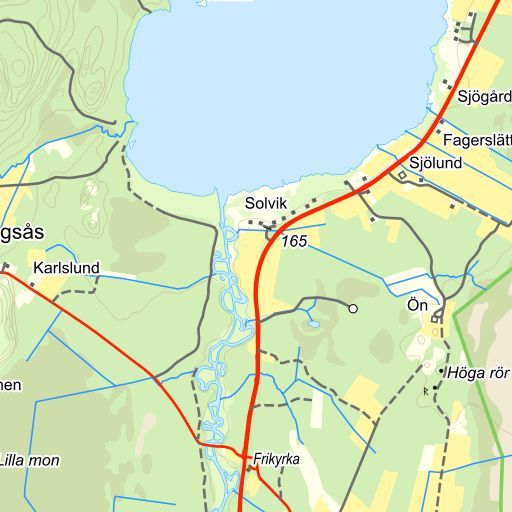 Sjögård
Fagerslätt
Sjölund
Solvik
165
gsås
Karlslund
Ön
Höga rör
nen
R
Lilla mon
Frikyrka